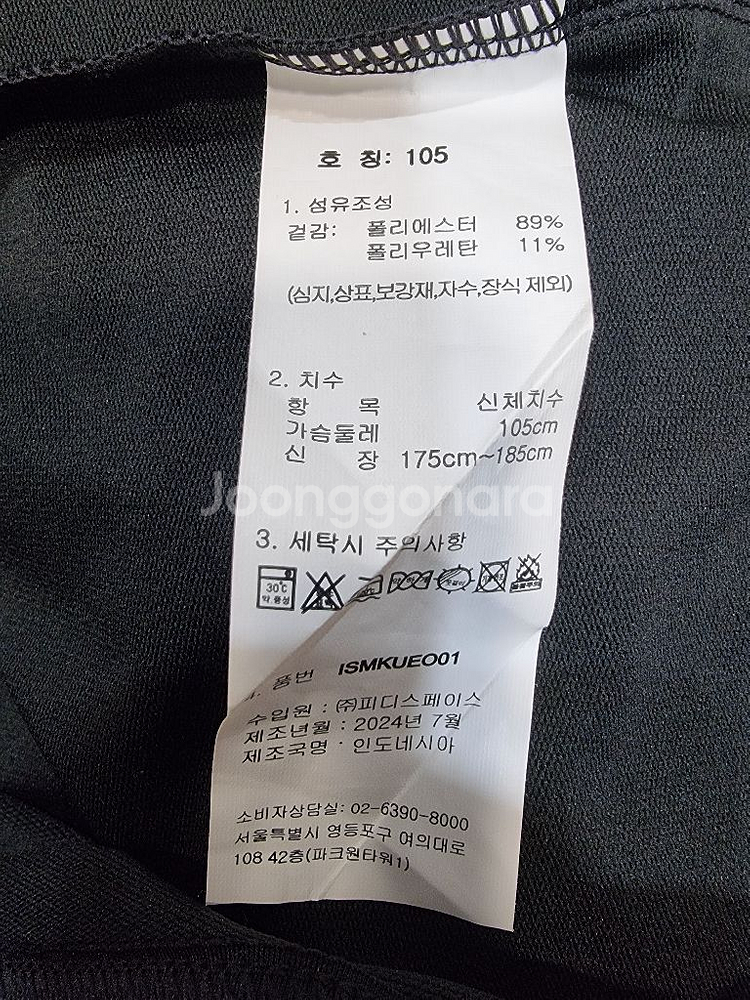 호 칭: 105
1. 섬유조성
겉감: 폴리에스터 89%
폴리우레탄 11%
(심지,상표,보강재,자수,장식 제외)
2. 치수
항 목 신체치수
가슴둘레 105cm
신 장 175cm~185cm
Joonggonara
3. 세탁시 주의사항
30℃
약.중성
품번 ISMKUEO01
수입원 : ㈜피디스페이스
제조년월 : 2024년 7월
제조국명 : 인도네시아
소비자상담실: 02-6390-8000
서울특별시 영등포구 여의대로
108 42층(파크원타워1)